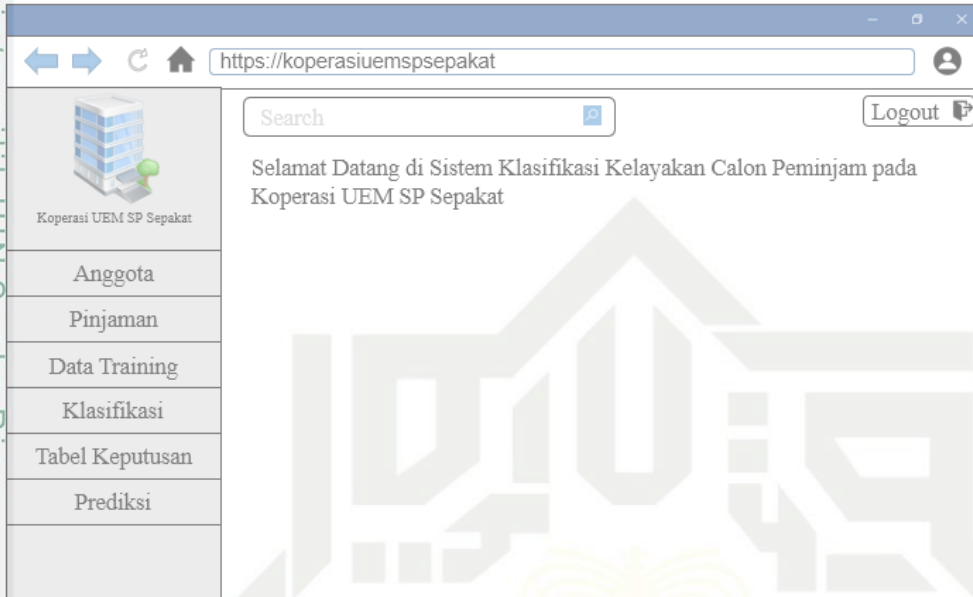 https://koperasiuemspsepakat
Search
Logout
Selamat Datang di Sistem Klasifikasi Kelayakan Calon Peminjam pada
Koperasi UEM SP Sepakat
Koperasi UEM SP Sepakat
Anggota
Pinjaman
Data Training
Klasifikasi
Tabel Keputusan
Prediksi